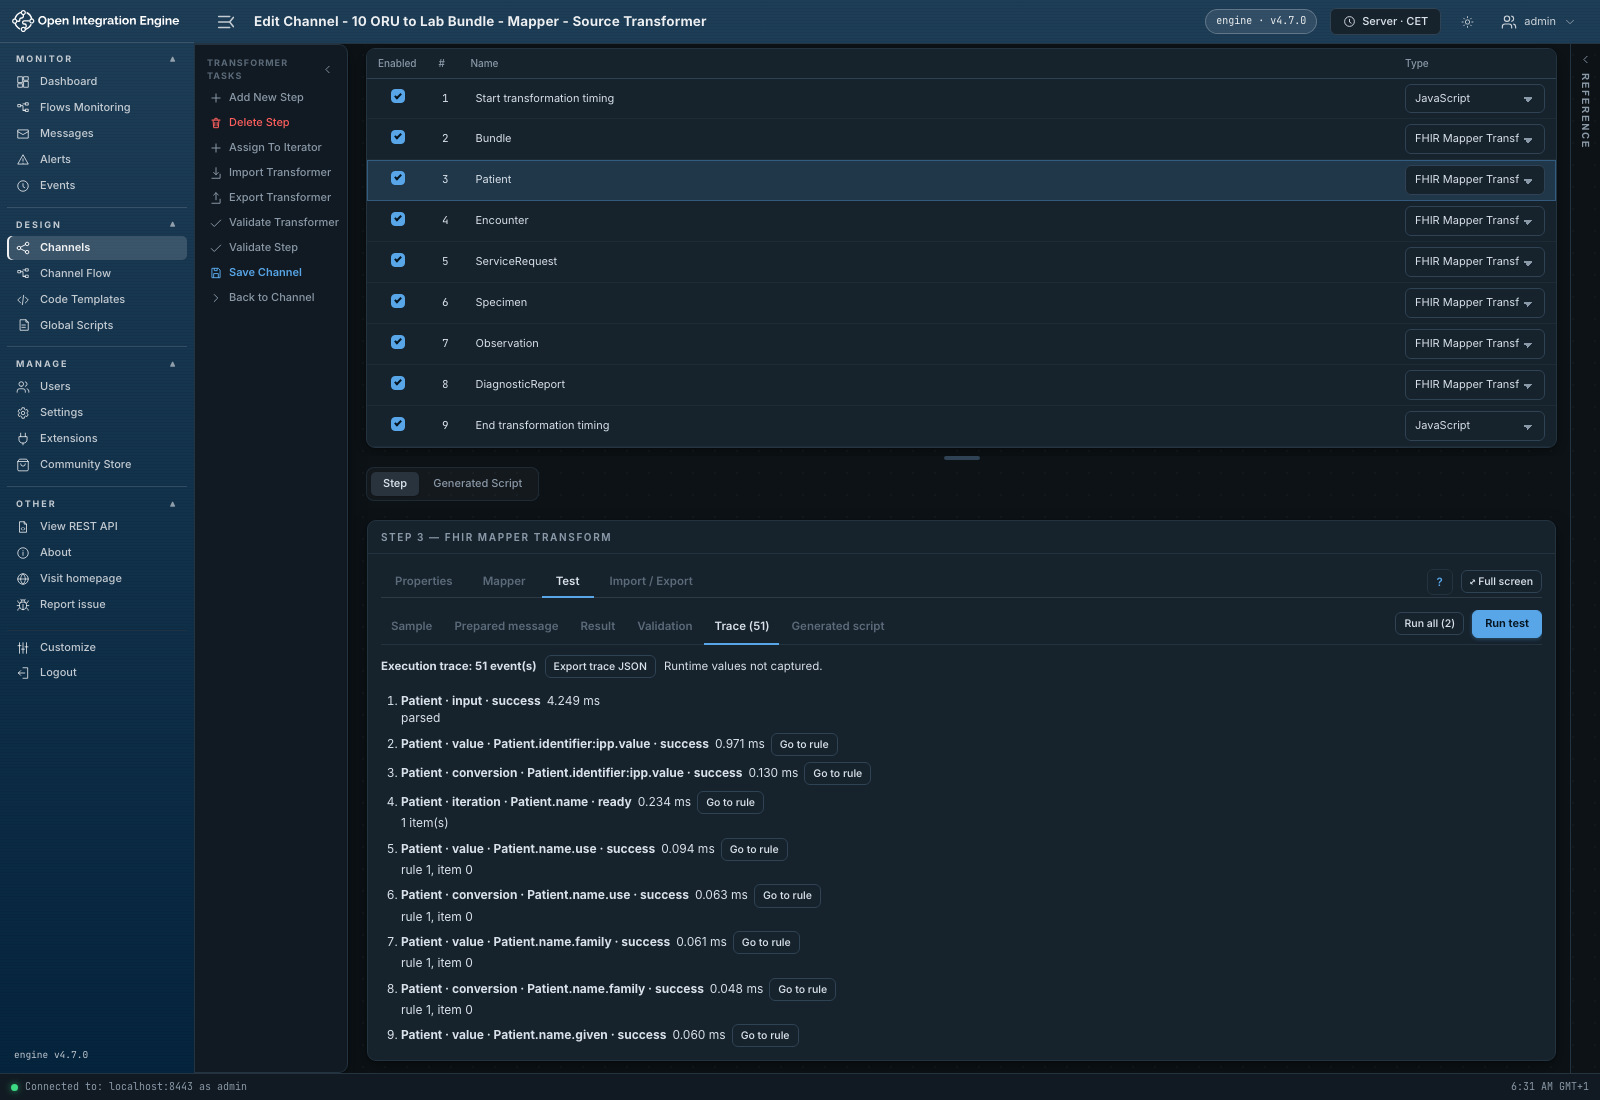 Open Integration Engine
Edit Channel - 10 ORU to Lab Bundle - Mapper - Source Transformer
engine · v4.7.0
Server · CET
admin
MONITOR
Dashboard
Flows Monitoring
Messages
Alerts
Events
DESIGN
Channels
Channel Flow
Code Templates
Global Scripts
MANAGE
Users
Settings
Extensions
Community Store
OTHER
View REST API
About
Visit homepage
Report issue
Customize
Logout
engine v4.7.0
TRANSFORMER
TASKS
Add New Step
Delete Step
Assign To Iterator
Import Transformer
Export Transformer
Validate Transformer
Validate Step
Save Channel
Back to Channel
Enabled # Name Type
1 Start transformation timing JavaScript
2 Bundle FHIR Mapper Transf
3 Patient FHIR Mapper Transf
4 Encounter FHIR Mapper Transf
5 ServiceRequest FHIR Mapper Transf
6 Specimen FHIR Mapper Transf
7 Observation FHIR Mapper Transf
8 DiagnosticReport FHIR Mapper Transf
9 End transformation timing JavaScript
REFERENCE
Step Generated Script
STEP 3 — FHIR MAPPER TRANSFORM
Properties Mapper Test Import / Export ? Full screen
Sample Prepared message Result Validation Trace (51) Generated script Run all (2) Run test
Execution trace: 51 event(s) Export trace JSON Runtime values not captured.
1. Patient · input · success 4.249 ms
parsed
2. Patient · value · Patient.identifier:ipp.value · success 0.971 ms Go to rule
3. Patient · conversion · Patient.identifier:ipp.value · success 0.130 ms Go to rule
4. Patient · iteration · Patient.name · ready 0.234 ms Go to rule
1 item(s)
5. Patient · value · Patient.name.use · success 0.094 ms Go to rule
rule 1, item 0
6. Patient · conversion · Patient.name.use · success 0.063 ms Go to rule
rule 1, item 0
7. Patient · value · Patient.name.family · success 0.061 ms Go to rule
rule 1, item 0
8. Patient · conversion · Patient.name.family · success 0.048 ms Go to rule
rule 1, item 0
9. Patient · value · Patient.name.given · success 0.060 ms Go to rule
Connected to: localhost:8443 as admin
6:31 AM GMT+1